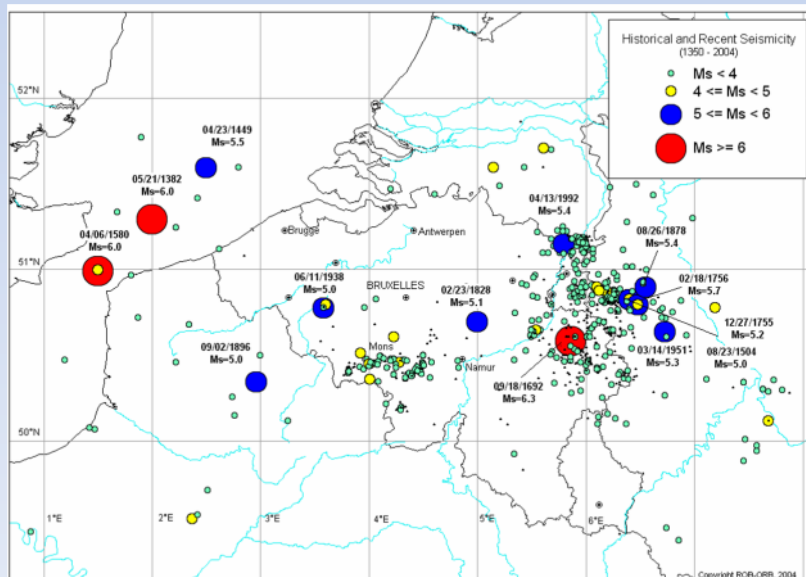 Historical and Recent Seismicity
(1350 - 2004)
Ms < 4
4 <= Ms < 5
5 <= Ms < 6
Ms >= 6
52°N
04/23/1449
Ms=5.5
05/21/1382
Ms=6.0
04/13/1992
Ms=5.4
04/06/1580
Ms=6.0
Brugge
Antwerpen
08/26/1878
Ms=5.4
51°N
06/11/1938
Ms=5.0
BRUXELLES
02/23/1828
Ms=5.1
02/18/1756
Ms=5.7
12/27/1755
Ms=5.2
09/02/1896
Ms=5.0
Mons
Namur
03/14/1951
Ms=5.3
08/23/1504
Ms=5.0
09/18/1692
Ms=6.3
50°N
1°E
2°E
3°E
4°E
5°E
6°E
Copyright ROB-ORB, 2004